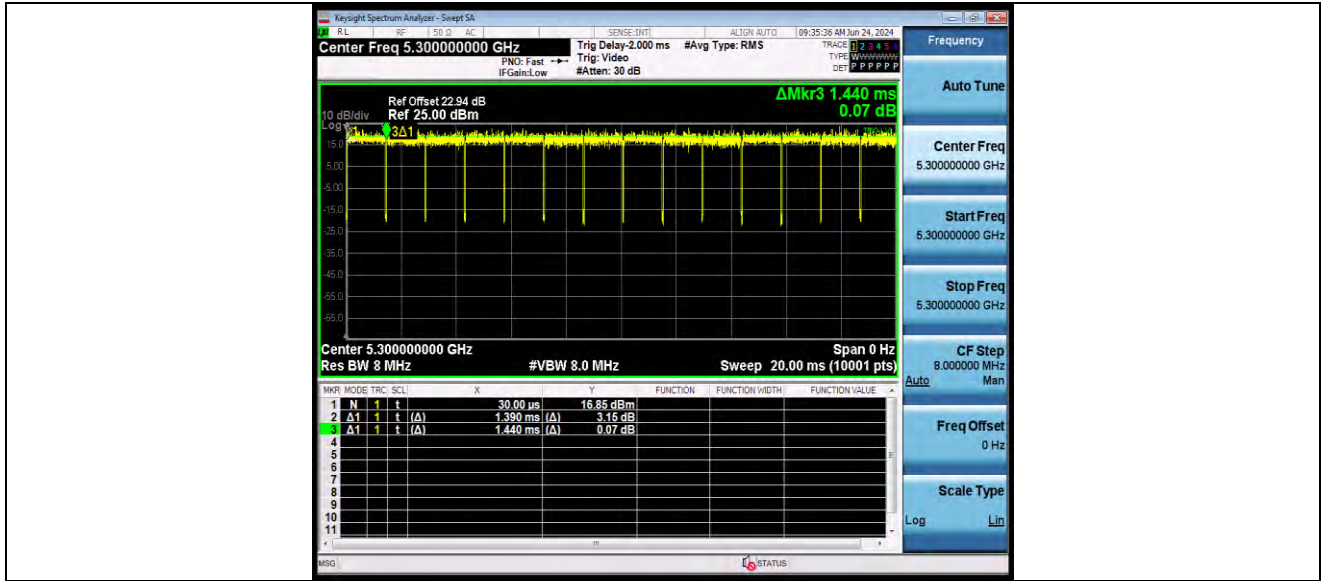 Keysight Spectrum Analyzer - Swept SA
RL RF 50 Ω AC SENSE:INT ALIGN AUTO 09:35:36 AM Jun 24, 2024
Center Freq 5.300000000 GHz Trig Delay-2.000 ms #Avg Type: RMS TRACE 1 2 3 4 5 6
PNO: Fast Trig: Video TYPE WWWWWW
IFGain:Low #Atten: 30 dB DET P P P P P P
ΔMkr3 1.440 ms
0.07 dB
Ref Offset 22.94 dB
10 dB/div Ref 25.00 dBm
Log
3Δ1
15.0
5.00
-5.00
-15.0
-25.0
-35.0
-45.0
-55.0
-65.0
Center 5.300000000 GHz Span 0 Hz
Res BW 8 MHz #VBW 8.0 MHz Sweep 20.00 ms (10001 pts)
MKR MODE TRC SCL X Y FUNCTION FUNCTION WIDTH FUNCTION VALUE
1 N 1 t 30.00 µs 16.85 dBm
2 Δ1 1 t (Δ) 1.390 ms (Δ) 3.15 dB
3 Δ1 1 t (Δ) 1.440 ms (Δ) 0.07 dB
4
5
6
7
8
9
10
11
MSG STATUS
Frequency
Auto Tune
Center Freq
5.300000000 GHz
Start Freq
5.300000000 GHz
Stop Freq
5.300000000 GHz
CF Step
8.000000 MHz
Auto Man
Freq Offset
0 Hz
Scale Type
Log Lin